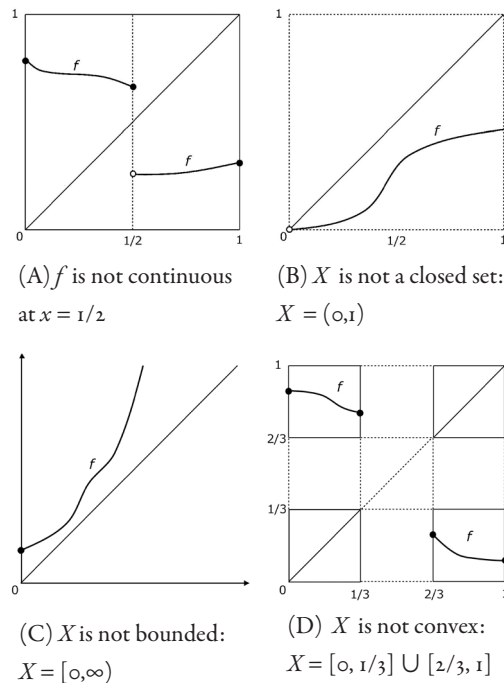 1
f
f
0
1/2
1
(A) f is not continuous
at x = 1/2
1
f
0
1/2
1
(B) X is not a closed set:
X = (0,1)
f
0
(C) X is not bounded:
X = [0,∞)
1
f
2/3
1/3
f
0
1/3
2/3
(D) X is not convex:
X = [0, 1/3] ∪ [2/3, 1]